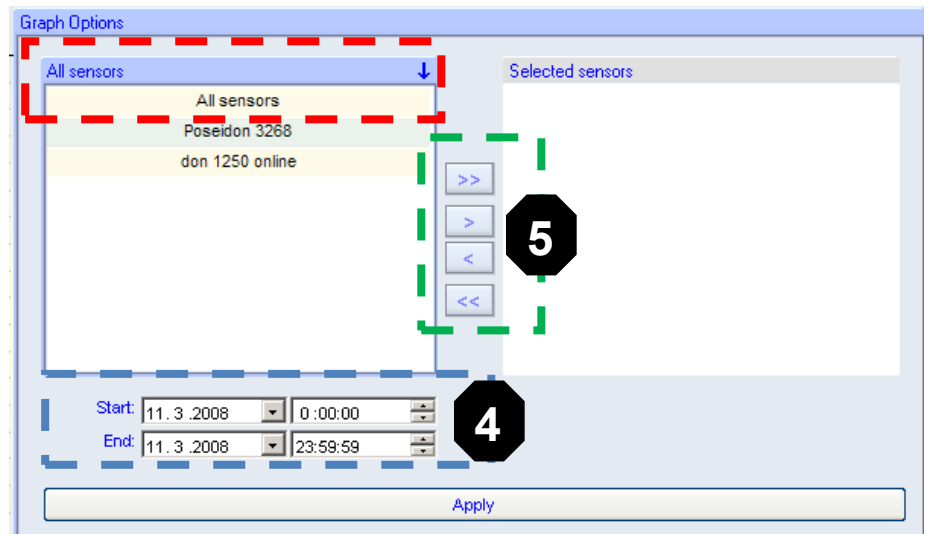 Graph Options
All sensors ↓ Selected sensors
All sensors
Poseidon 3268
don 1250 online
>>
>
5
<
<<
Start: 11. 3 .2008 0 :00:00
4
End: 11. 3 .2008 23:59:59
Apply